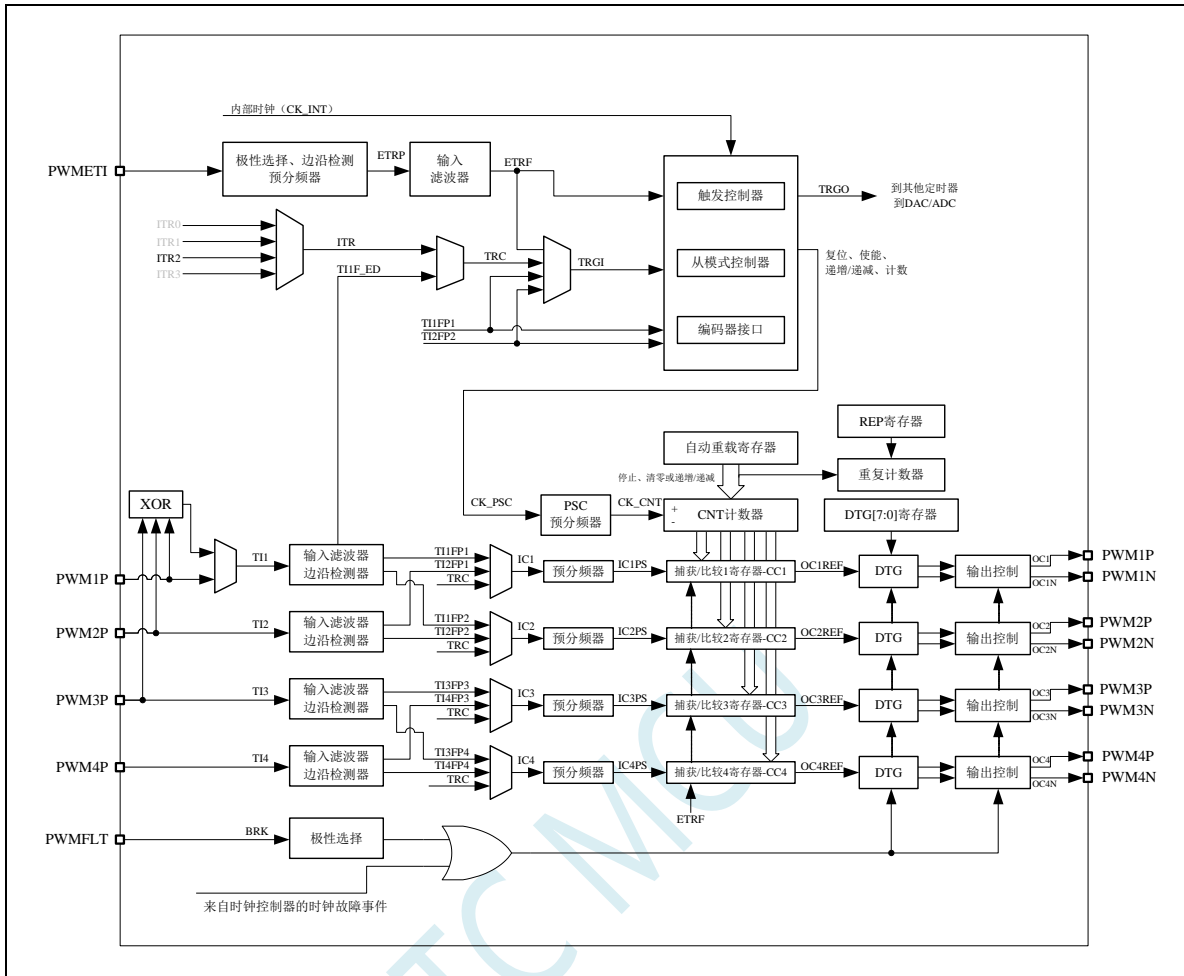 内部时钟（CK_INT）
PWMETI
极性选择、边沿检测
预分频器
ETRP
输入
滤波器
ETRF
触发控制器
TRGO
到其他定时器
到DAC/ADC
ITR0
ITR1
ITR2
ITR3
ITR
TI1F_ED
TRC
TRGI
从模式控制器
复位、使能、
递增/递减、计数
TI1FP1
TI2FP2
编码器接口
REP寄存器
自动重载寄存器
重复计数器
停止、清零或递增/递减
XOR
CK_PSC
PSC
预分频器
CK_CNT
+
-
CNT计数器
DTG[7:0]寄存器
PWM1P
TI1
输入滤波器
边沿检测器
TI1FP1
TI2FP1
TRC
IC1
预分频器
IC1PS
捕获/比较1寄存器-CC1
OC1REF
DTG
输出控制
OC1
OC1N
PWM1P
PWM1N
PWM2P
TI2
输入滤波器
边沿检测器
TI1FP2
TI2FP2
TRC
IC2
预分频器
IC2PS
捕获/比较2寄存器-CC2
OC2REF
DTG
输出控制
OC2
OC2N
PWM2P
PWM2N
PWM3P
TI3
输入滤波器
边沿检测器
TI3FP3
TI4FP3
TRC
IC3
预分频器
IC3PS
捕获/比较3寄存器-CC3
OC3REF
DTG
输出控制
OC3
OC3N
PWM3P
PWM3N
PWM4P
TI4
输入滤波器
边沿检测器
TI3FP4
TI4FP4
TRC
IC4
预分频器
IC4PS
捕获/比较4寄存器-CC4
OC4REF
DTG
输出控制
OC4
OC4N
PWM4P
PWM4N
ETRF
PWMFLT
BRK
极性选择
来自时钟控制器的时钟故障事件
TC MCU